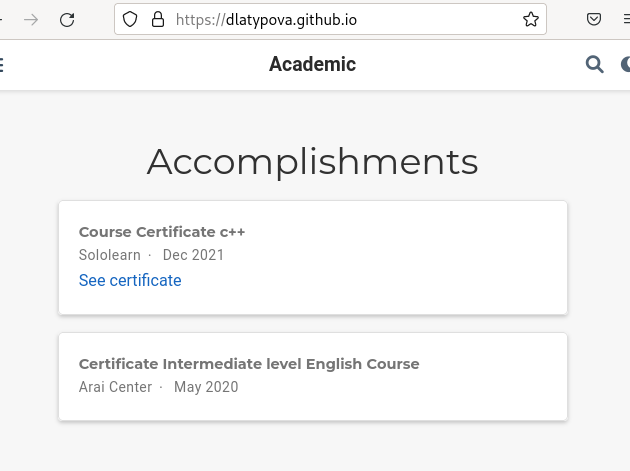 https://dlatypova.github.io
Academic
Accomplishments
Course Certificate c++
Sololearn · Dec 2021
See certificate
Certificate Intermediate level English Course
Arai Center · May 2020